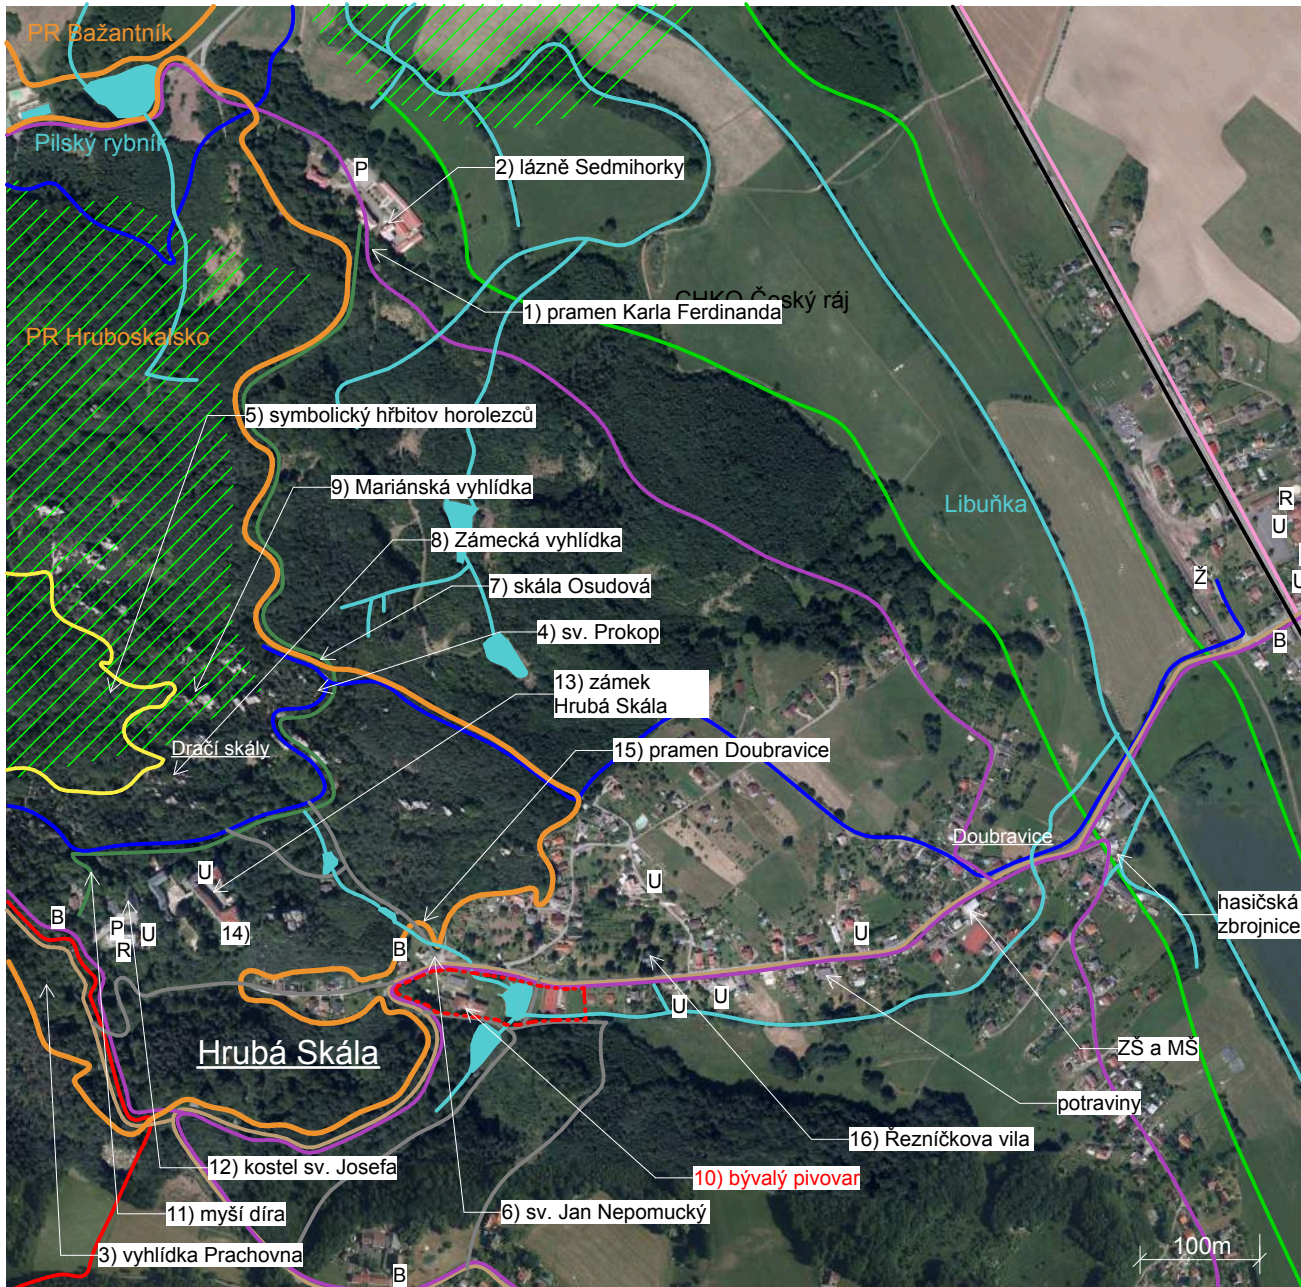 PR Bažantník
Pilský rybník
P
2) lázně Sedmihorky
CHKO Český ráj
1) pramen Karla Ferdinanda
PR Hruboskalsko
5) symbolický hřbitov horolezců
9) Mariánská vyhlídka
R
Libuňka
U
8) Zámecká vyhlídka
7) skála Osudová
Ž
U
4) sv. Prokop
B
13) zámek
Hrubá Skála
Dračí skály
15) pramen Doubravice
Doubravice
U
U
hasičská
zbrojnice
B
P
U
R
14)
U
B
U
U
Hrubá Skála
ZŠ a MŠ
potraviny
16) Řezníčkova vila
12) kostel sv. Josefa
10) bývalý pivovar
11) myší díra
6) sv. Jan Nepomucký
3) vyhlídka Prachovna
100m
B